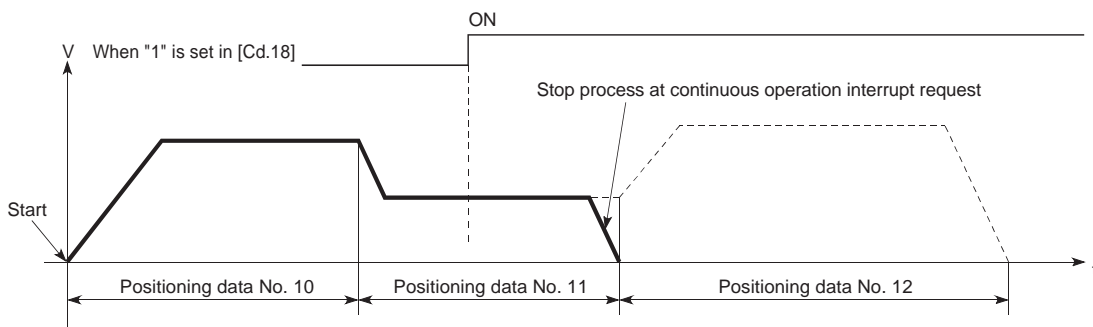 ON
V When "1" is set in [Cd.18]
Stop process at continuous operation interrupt request
Start
Positioning data No. 10
Positioning data No. 11
Positioning data No. 12